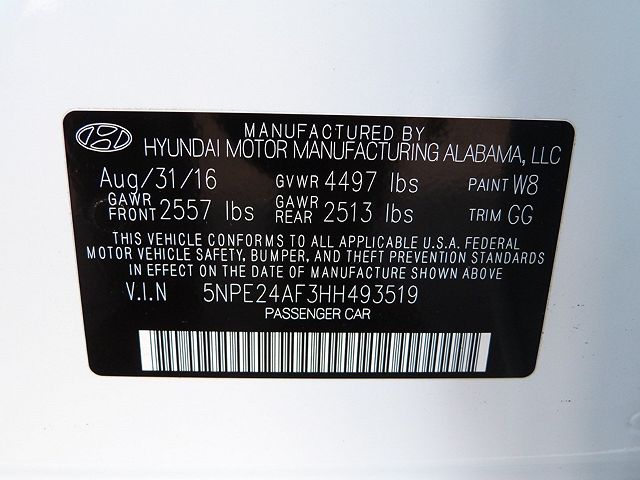 MANUFACTURED BY
HYUNDAI MOTOR MANUFACTURING ALABAMA, LLC
Aug/31/16 GVWR 4497 lbs PAINT W8
GAWR FRONT 2557 lbs GAWR REAR 2513 lbs TRIM GG
THIS VEHICLE CONFORMS TO ALL APPLICABLE U.S.A. FEDERAL
MOTOR VEHICLE SAFETY, BUMPER, AND THEFT PREVENTION STANDARDS
IN EFFECT ON THE DATE OF MANUFACTURE SHOWN ABOVE.
V.I.N 5NPE24AF3HH493519
PASSENGER CAR